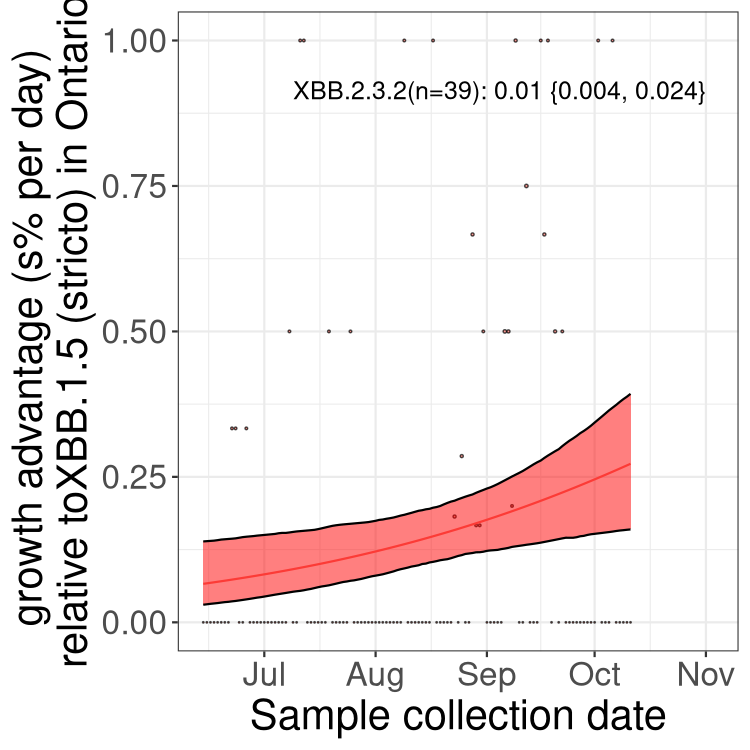 growth advantage (s% per day)
relative toXBB.1.5 (stricto) in Ontario
1.00
0.75
0.50
0.25
0.00
XBB.2.3.2(n=39): 0.01 {0.004, 0.024}
Jul Aug Sep Oct Nov
Sample collection date